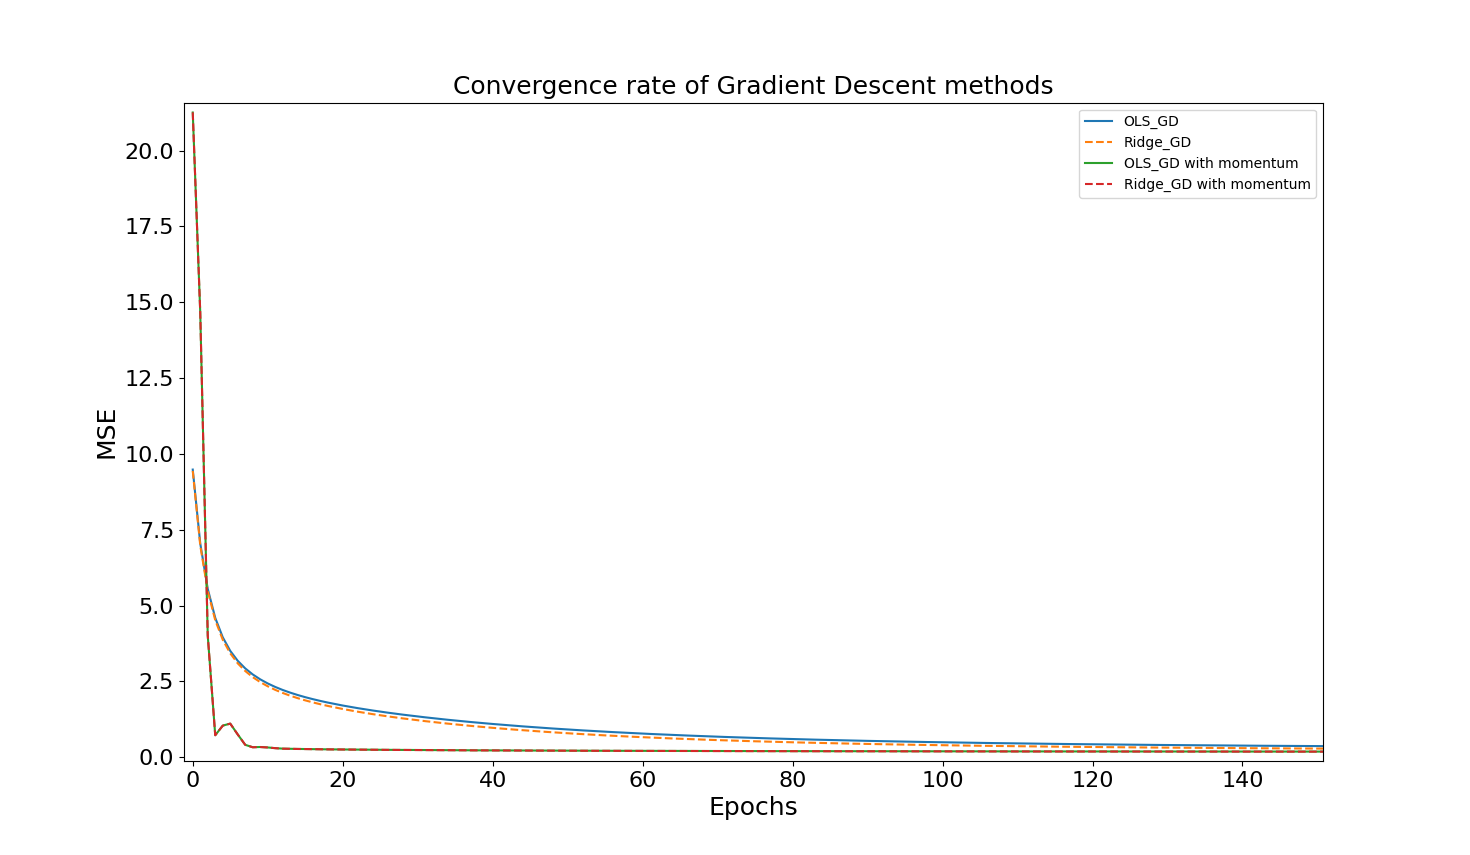 Convergence rate of Gradient Descent methods
OLS_GD
Ridge_GD
OLS_GD with momentum
Ridge_GD with momentum
MSE
20.0
17.5
15.0
12.5
10.0
7.5
5.0
2.5
0.0
0 20 40 60 80 100 120 140
Epochs